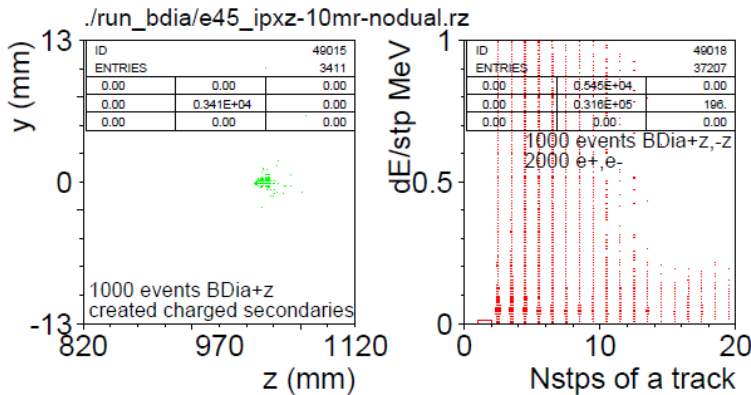 ./run_bdia/e45_ipxz-10mr-nodual.rz
y (mm)
13
0
-13
ID 49015
ENTRIES 3411
0.00 0.00 0.00
0.00 0.341E+04 0.00
0.00 0.00 0.00
1000 events BDia+z
created charged secondaries
820 970 1120
z (mm)
dE/stp MeV
1
0.5
0
ID 49018
ENTRIES 37207
0.00 0.545E+04 0.00
0.00 0.316E+05 196.
0.00 0.00 0.00
1000 events BDia+z,-z
2000 e+,e-
0 10 20
Nstps of a track